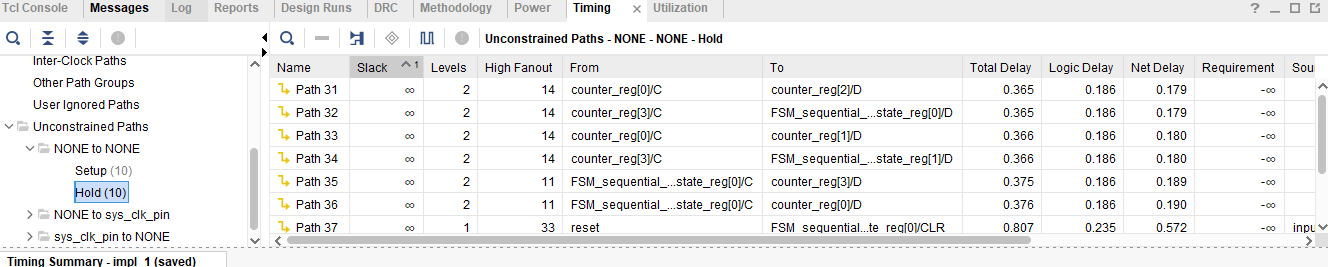 Tcl Console Messages Log Reports Design Runs DRC Methodology Power Timing × Utilization ? _
Unconstrained Paths - NONE - NONE - Hold
Inter-Clock Paths
Other Path Groups
User Ignored Paths
Unconstrained Paths
NONE to NONE
Setup (10)
Hold (10)
NONE to sys_clk_pin
sys_clk_pin to NONE
Name Slack 1 Levels High Fanout From To Total Delay Logic Delay Net Delay Requirement Sou
Path 31 ∞ 2 14 counter_reg[0]/C counter_reg[2]/D 0.365 0.186 0.179 -∞
Path 32 ∞ 2 14 counter_reg[3]/C FSM_sequential_...state_reg[0]/D 0.365 0.186 0.179 -∞
Path 33 ∞ 2 14 counter_reg[0]/C counter_reg[1]/D 0.366 0.186 0.180 -∞
Path 34 ∞ 2 14 counter_reg[3]/C FSM_sequential_...state_reg[1]/D 0.366 0.186 0.180 -∞
Path 35 ∞ 2 11 FSM_sequential_...state_reg[0]/C counter_reg[3]/D 0.375 0.186 0.189 -∞
Path 36 ∞ 2 11 FSM_sequential_...state_reg[0]/C counter_reg[0]/D 0.376 0.186 0.190 -∞
Path 37 ∞ 1 33 reset FSM_sequential...te_reg[0]/CLR 0.807 0.235 0.572 -∞ inpu
Timing Summary - impl_1 (saved)